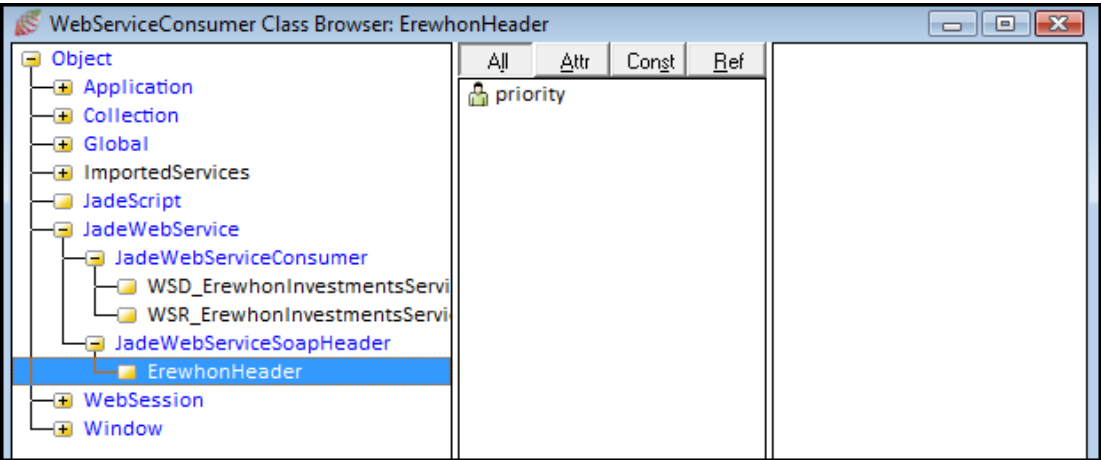 WebServiceConsumer Class Browser: ErewhonHeader
Object
Application
Collection
Global
ImportedServices
JadeScript
JadeWebService
JadeWebServiceConsumer
WSD_ErewhonInvestmentsServi
WSR_ErewhonInvestmentsServi
JadeWebServiceSoapHeader
ErewhonHeader
WebSession
Window
All Attr Const Ref
priority